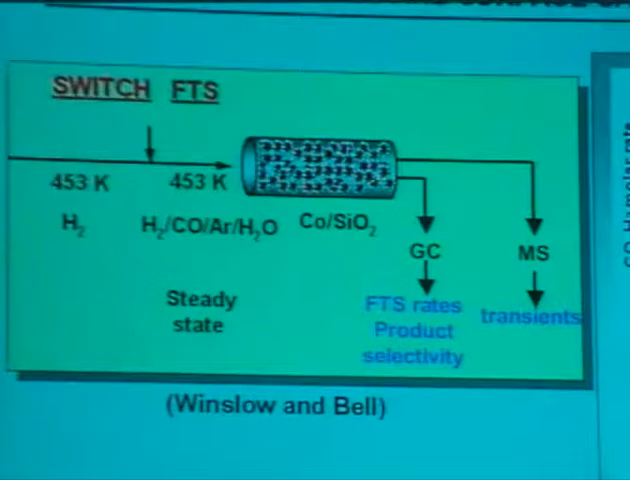 SWITCH FTS
453 K 453 K
H₂ H₂/CO/Ar/H₂O Co/SiO₂
GC MS
Steady
state
FTS rates
Product
selectivity
transients
(Winslow and Bell)